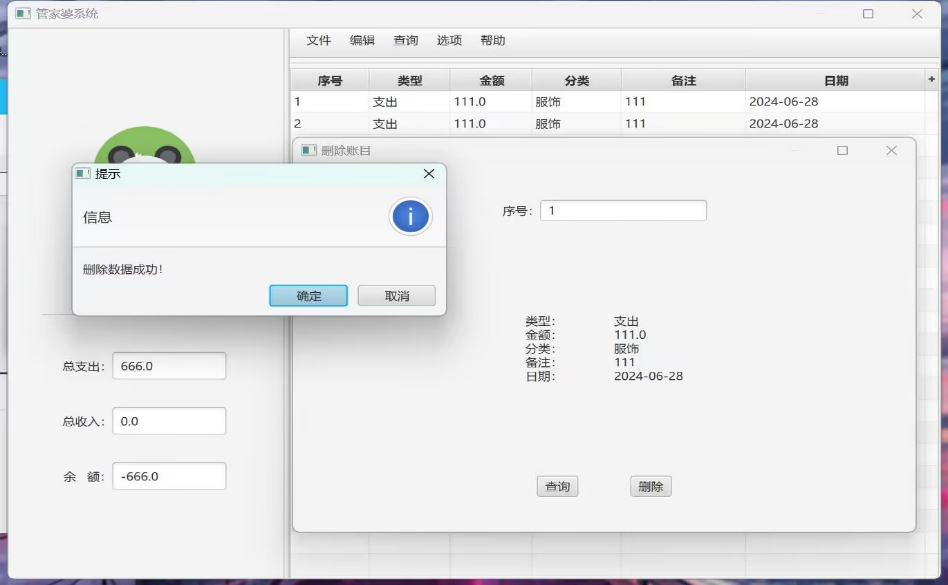 管家婆系统
文件 编辑 查询 选项 帮助
序号 类型 金额 分类 备注 日期 +
1 支出 111.0 服饰 111 2024-06-28
2 支出 111.0 服饰 111 2024-06-28
删除账目
序号: 1
类型: 支出
金额: 111.0
分类: 服饰
备注: 111
日期: 2024-06-28
查询 删除
提示
信息
i
删除数据成功!
确定 取消
总支出: 666.0
总收入: 0.0
余 额: -666.0